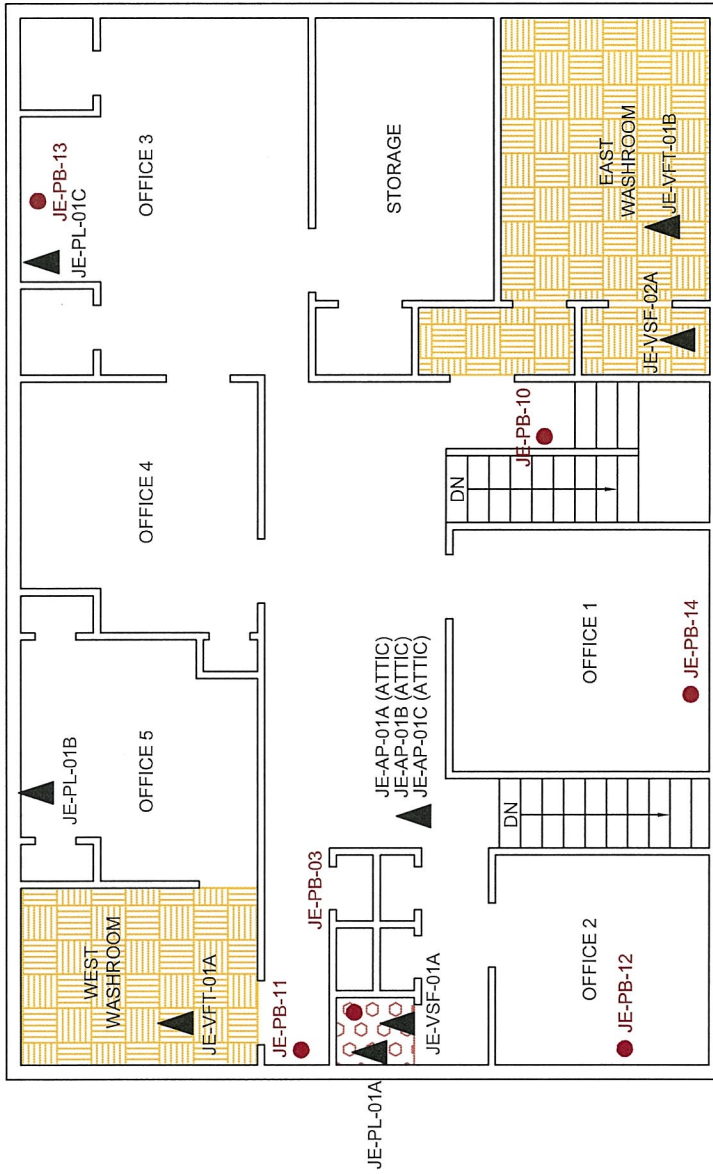 WEST
WASHROOM
JE-VFT-01A
JE-PL-01B
OFFICE 5
OFFICE 4
JE-PB-13
JE-PL-01C
OFFICE 3
STORAGE
EAST
WASHROOM
JE-VFT-01B
JE-VSF-02A
JE-PB-10
DN
JE-PB-11
JE-PB-03
JE-PL-01A
JE-VSF-01A
JE-AP-01A (ATTIC)
JE-AP-01B (ATTIC)
JE-AP-01C (ATTIC)
OFFICE 1
JE-PB-14
DN
OFFICE 2
JE-PB-12